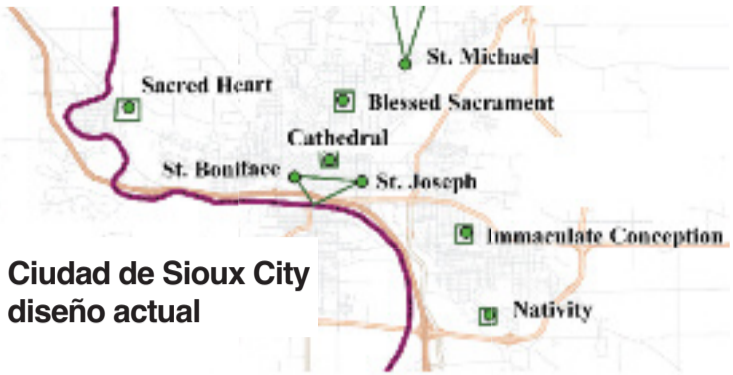 St. Michael
Sacred Heart
Blessed Sacrament
Cathedral
St. Boniface
St. Joseph
Immaculate Conception
Ciudad de Sioux City
diseño actual
Nativity